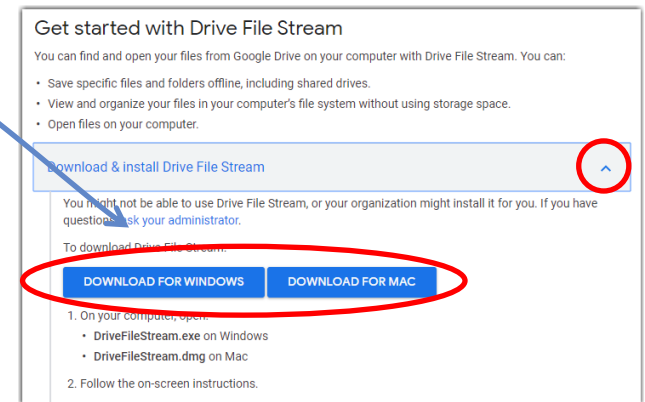 Get started with Drive File Stream
You can find and open your files from Google Drive on your computer with Drive File Stream. You can:
• Save specific files and folders offline, including shared drives.
• View and organize your files in your computer's file system without using storage space.
• Open files on your computer.
Download & install Drive File Stream
You might not be able to use Drive File Stream, or your organization might install it for you. If you have
questions, ask your administrator.
To download Drive File Stream:
DOWNLOAD FOR WINDOWS DOWNLOAD FOR MAC
1. On your computer, open:
• DriveFileStream.exe on Windows
• DriveFileStream.dmg on Mac
2. Follow the on-screen instructions.